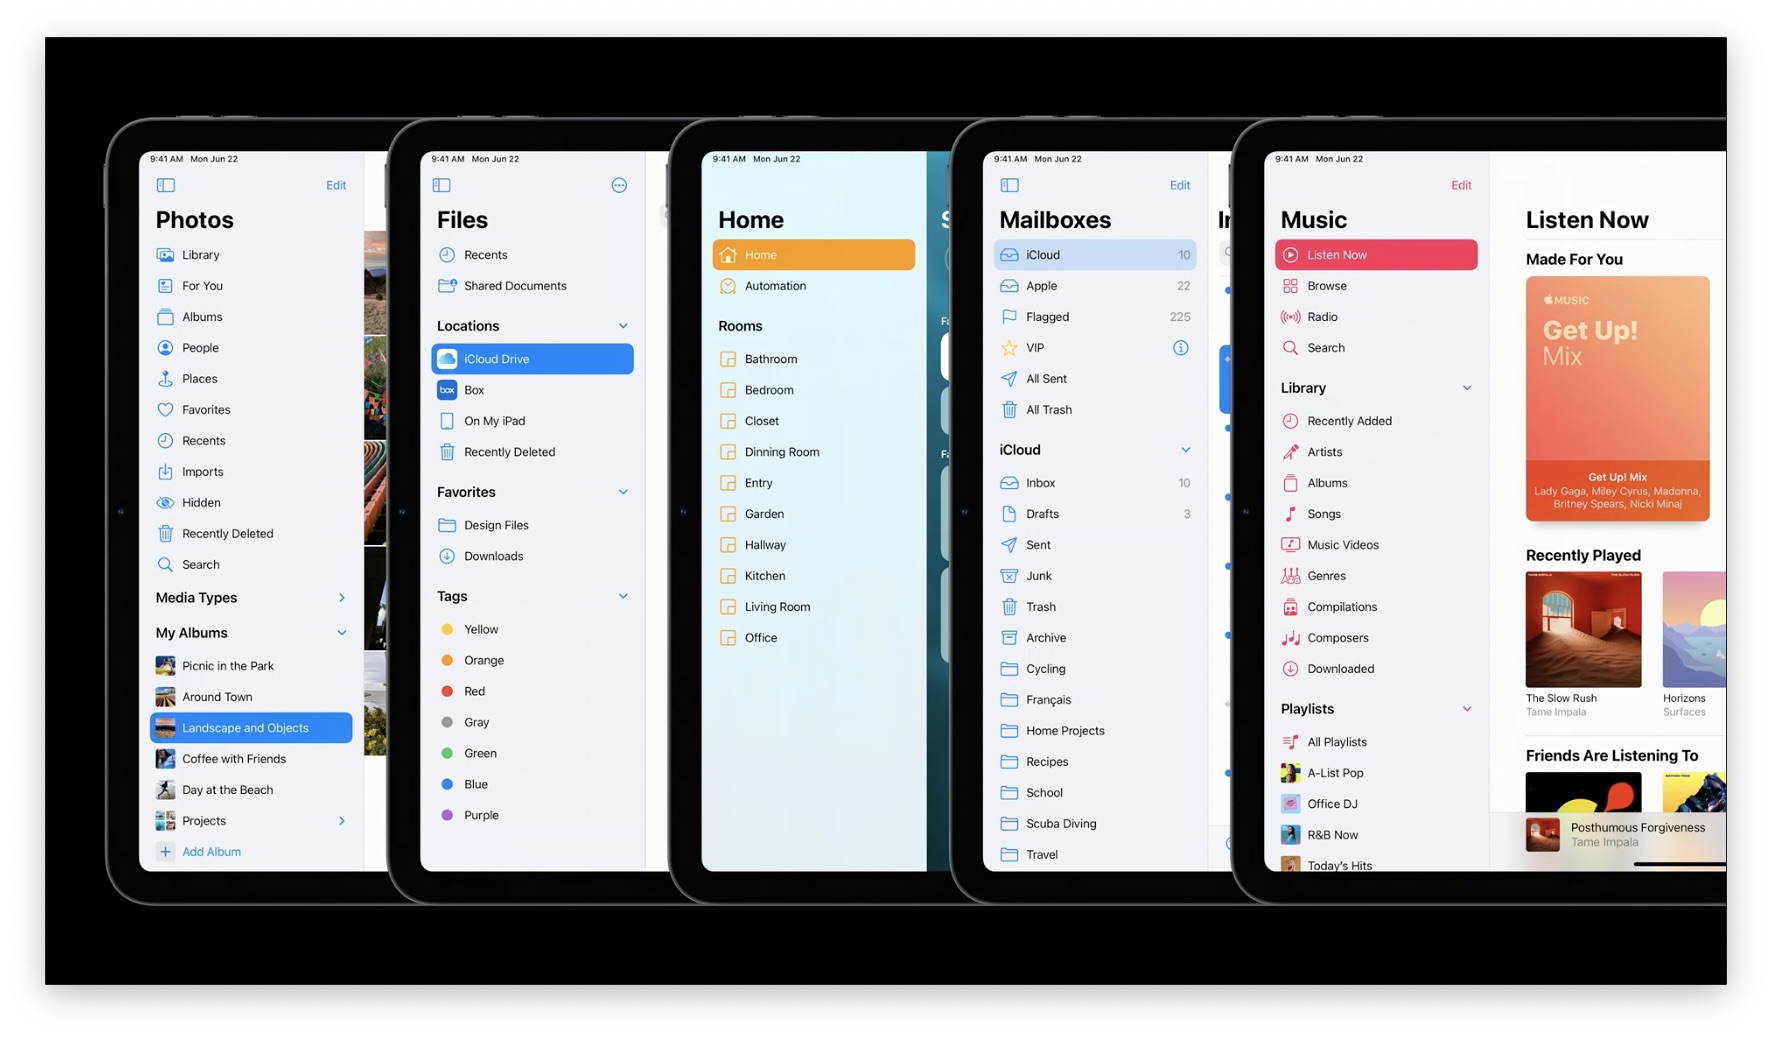 9:41 AM Mon Jun 22
Edit
Photos
Library
For You
Albums
People
Places
Favorites
Recents
Imports
Hidden
Recently Deleted
Search
Media Types
My Albums
Picnic in the Park
Around Town
Landscape and Objects
Coffee with Friends
Day at the Beach
Projects
Add Album
9:41 AM Mon Jun 22
Files
Recents
Shared Documents
Locations
iCloud Drive
box Box
On My iPad
Recently Deleted
Favorites
Design Files
Downloads
Tags
Yellow
Orange
Red
Gray
Green
Blue
Purple
9:41 AM Mon Jun 22
Home
Home
Automation
Rooms
Bathroom
Bedroom
Closet
Dinning Room
Entry
Garden
Hallway
Kitchen
Living Room
Office
9:41 AM Mon Jun 22
Edit
Mailboxes
iCloud 10
Apple 22
Flagged 225
VIP
All Sent
All Trash
iCloud
Inbox 10
Drafts 3
Sent
Junk
Trash
Archive
Cycling
Français
Home Projects
Recipes
School
Scuba Diving
Travel
9:41 AM Mon Jun 22
Edit
Music
Listen Now
Browse
Radio
Search
Library
Recently Added
Artists
Albums
Songs
Music Videos
Genres
Compilations
Composers
Downloaded
Playlists
All Playlists
A-List Pop
Office DJ
R&B Now
Today's Hits
Listen Now
Made For You
MUSIC
Get Up!
Mix
Get Up! Mix
Lady Gaga, Miley Cyrus, Madonna,
Britney Spears, Nicki Minaj
Recently Played
The Slow Rush
Tame Impala
Horizons
Surfaces
Friends Are Listening To
Posthumous Forgiveness
Tame Impala